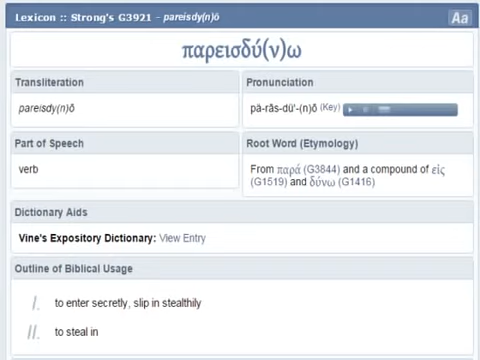 Lexicon :: Strong's G3921 - pareisdy(n)ō
Aa
παρεισδύ(ν)ω
Transliteration
pareisdy(n)ō
Pronunciation
pä-rās-dü'-(n)ō (Key)
Part of Speech
verb
Root Word (Etymology)
From παρά (G3844) and a compound of εἰς
(G1519) and δύνω (G1416)
Dictionary Aids
Vine's Expository Dictionary: View Entry
Outline of Biblical Usage
I. to enter secretly, slip in stealthily
II. to steal in